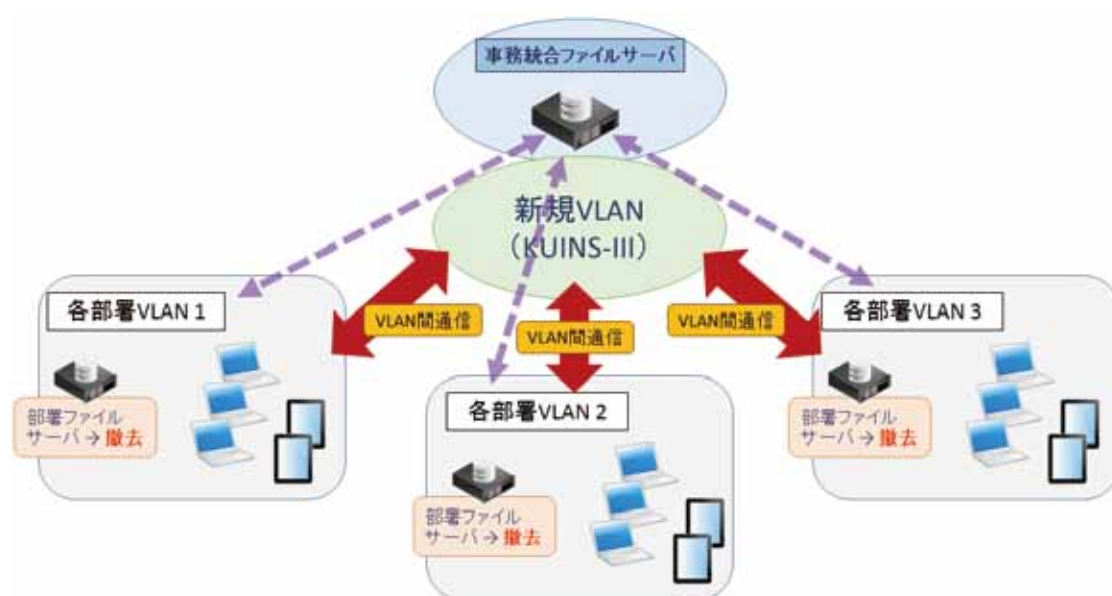 事務統合ファイルサーバ
新規VLAN
（KUINS-III）
各部署VLAN 1
VLAN間通信
VLAN間通信
VLAN間通信
各部署VLAN 3
部署ファイル
サーバ → 撤去
各部署VLAN 2
部署ファイル
サーバ → 撤去
部署ファイル
サーバ → 撤去